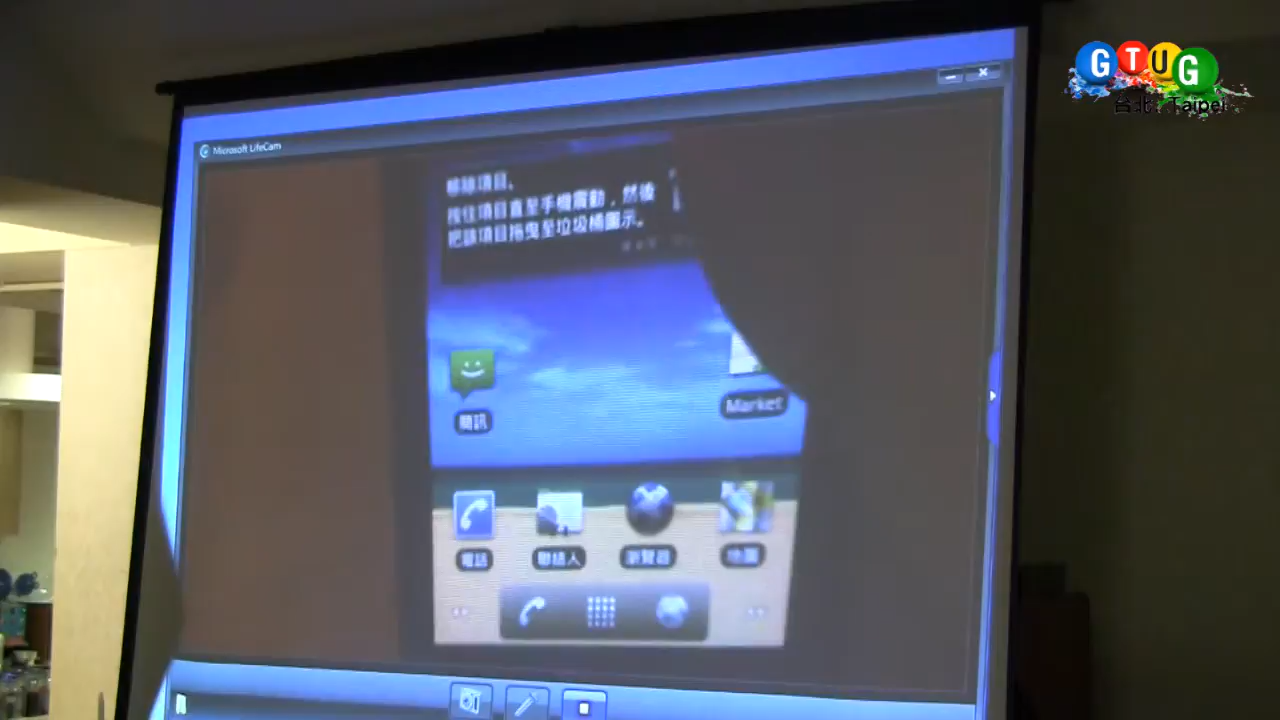 GTUG
台北, Taipei
Microsoft LifeCam
移除項目。
按住項目直至手機震動，然後
把該項目拖曳至垃圾桶圖示。
簡訊
Market
電話
聯絡人
瀏覽器
地圖